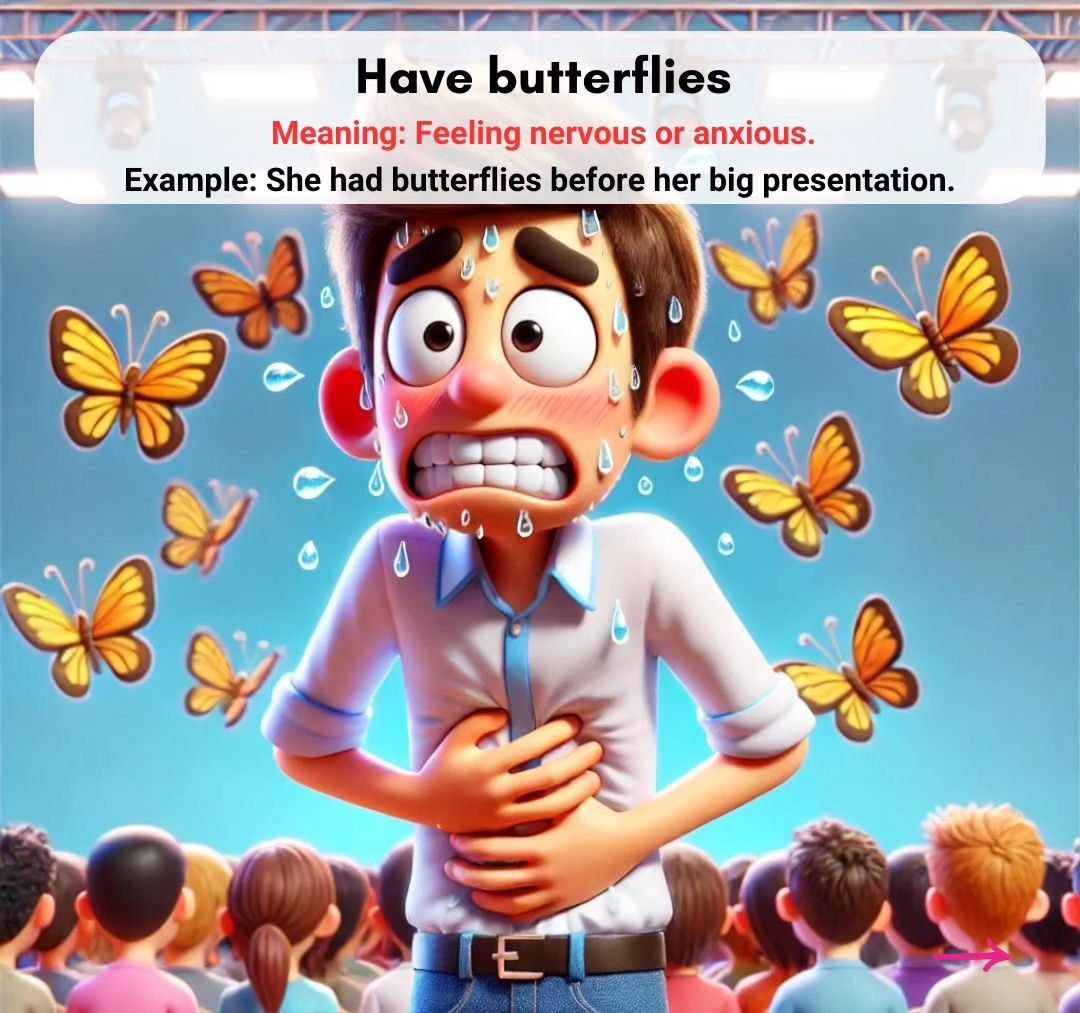 Have butterflies
Meaning: Feeling nervous or anxious.
Example: She had butterflies before her big presentation.